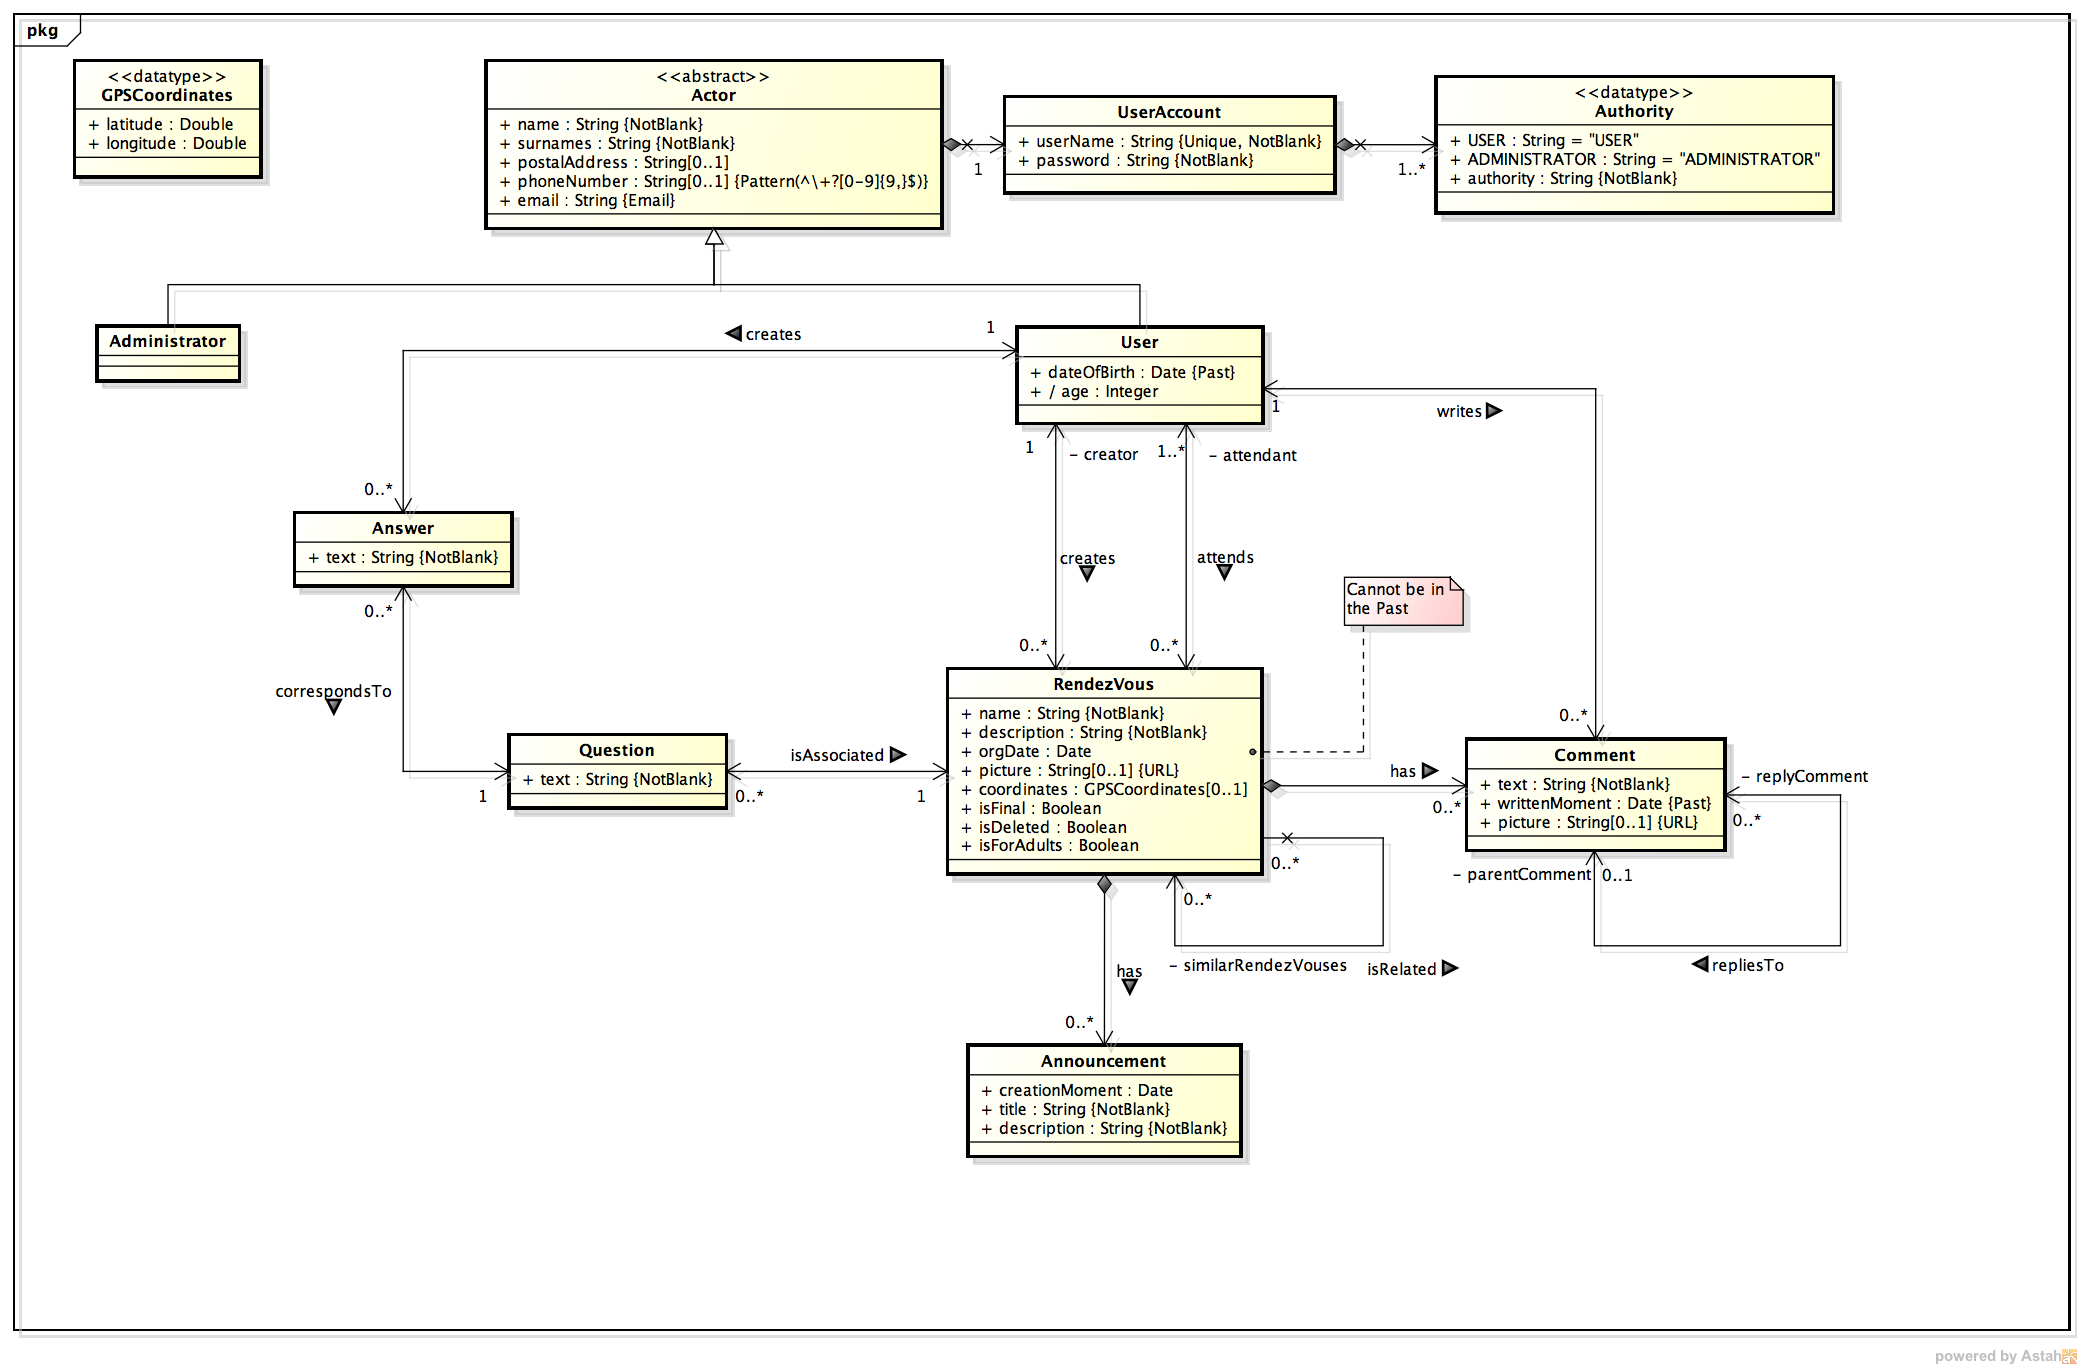 pkg
<<datatype>>
GPSCoordinates
+ latitude : Double
+ longitude : Double
<<abstract>>
Actor
+ name : String {NotBlank}
+ surnames : String {NotBlank}
+ postalAddress : String[0..1]
+ phoneNumber : String[0..1] {Pattern(^\+?[0-9]{9,}$)}
+ email : String {Email}
1
UserAccount
+ userName : String {Unique, NotBlank}
+ password : String {NotBlank}
1..*
<<datatype>>
Authority
+ USER : String = "USER"
+ ADMINISTRATOR : String = "ADMINISTRATOR"
+ authority : String {NotBlank}
Administrator
creates
1
User
+ dateOfBirth : Date {Past}
+ / age : Integer
1
writes
1
- creator
1..*
- attendant
0..*
Answer
+ text : String {NotBlank}
0..*
creates
attends
Cannot be in
the Past
0..*
0..*
correspondsTo
RendezVous
+ name : String {NotBlank}
+ description : String {NotBlank}
+ orgDate : Date
+ picture : String[0..1] {URL}
+ coordinates : GPSCoordinates[0..1]
+ isFinal : Boolean
+ isDeleted : Boolean
+ isForAdults : Boolean
Question
+ text : String {NotBlank}
1
isAssociated
0..*
1
0..*
Comment
+ text : String {NotBlank}
+ writtenMoment : Date {Past}
+ picture : String[0..1] {URL}
has
0..*
- replyComment
0..*
- parentComment
0..1
repliesTo
0..*
0..*
- similarRendezVouses
isRelated
has
0..*
Announcement
+ creationMoment : Date
+ title : String {NotBlank}
+ description : String {NotBlank}
powered by Astah